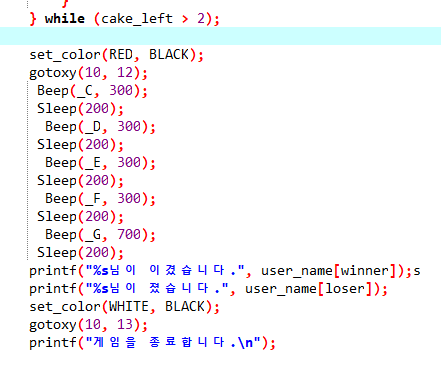 }
} while (cake_left > 2);
set_color(RED, BLACK);
gotoxy(10, 12);
Beep(_C, 300);
Sleep(200);
Beep(_D, 300);
Sleep(200);
Beep(_E, 300);
Sleep(200);
Beep(_F, 300);
Sleep(200);
Beep(_G, 700);
Sleep(200);
printf("%s님이 이겼습니다.", user_name[winner]);s
printf("%s님이 졌습니다.", user_name[loser]);
set_color(WHITE, BLACK);
gotoxy(10, 13);
printf("게임을 종료합니다.\n");